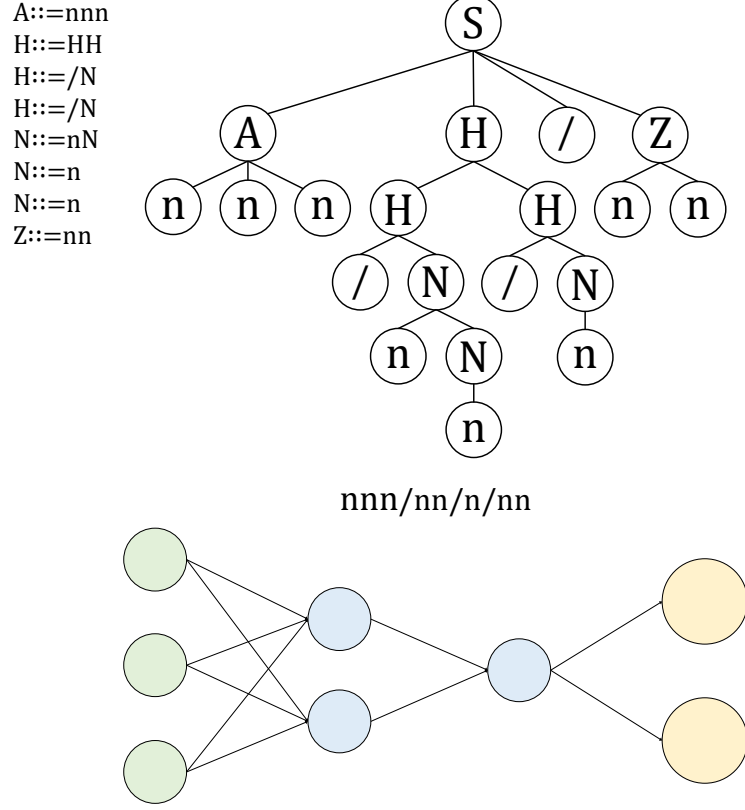 A::=nnn
H::=HH
H::=/N
H::=/N
N::=nN
N::=n
N::=n
Z::=nn
S
A H / Z
n n n H H n n
/ N / N
n N n
n
nnn/nn/n/nn